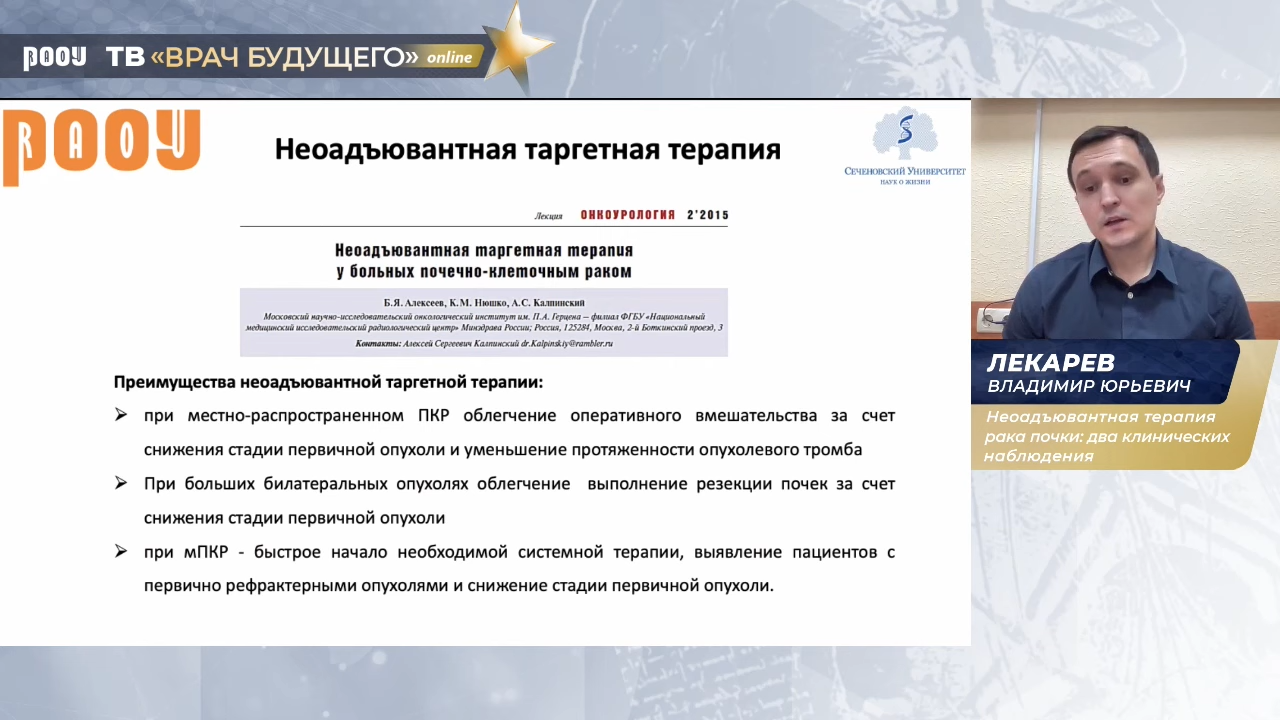 РООУ ТВ «ВРАЧ БУДУЩЕГО» online
РООУ
RAOU
Неоадъювантная таргетная терапия
СЕЧЕНОВСКИЙ УНИВЕРСИТЕТ
НАУК О ЖИЗНИ
Лекция ОНКОУРОЛОГИЯ 2'2015
Неоадъювантная таргетная терапия
у больных почечно-клеточным раком
Б.Я. Алексеев, К.М. Нюшко, А.С. Калпинский
Московский научно-исследовательский онкологический институт им. П.А. Герцена – филиал ФГБУ «Национальный
медицинский исследовательский радиологический центр» Минздрава России; Россия, 125284, Москва, 2-й Боткинский проезд, 3
Контакты: Алексей Сергеевич Калпинский dr.Kalpinskiy@rambler.ru
Преимущества неоадъювантной таргетной терапии:
при местно-распространенном ПКР облегчение оперативного вмешательства за счет
снижения стадии первичной опухоли и уменьшение протяженности опухолевого тромба
При больших билатеральных опухолях облегчение выполнение резекции почек за счет
снижения стадии первичной опухоли
при мПКР - быстрое начало необходимой системной терапии, выявление пациентов с
первично рефрактерными опухолями и снижение стадии первичной опухоли.
ЛЕКАРЕВ
ВЛАДИМИР ЮРЬЕВИЧ
Неоадъювантная терапия
рака почки: два клинических
наблюдения